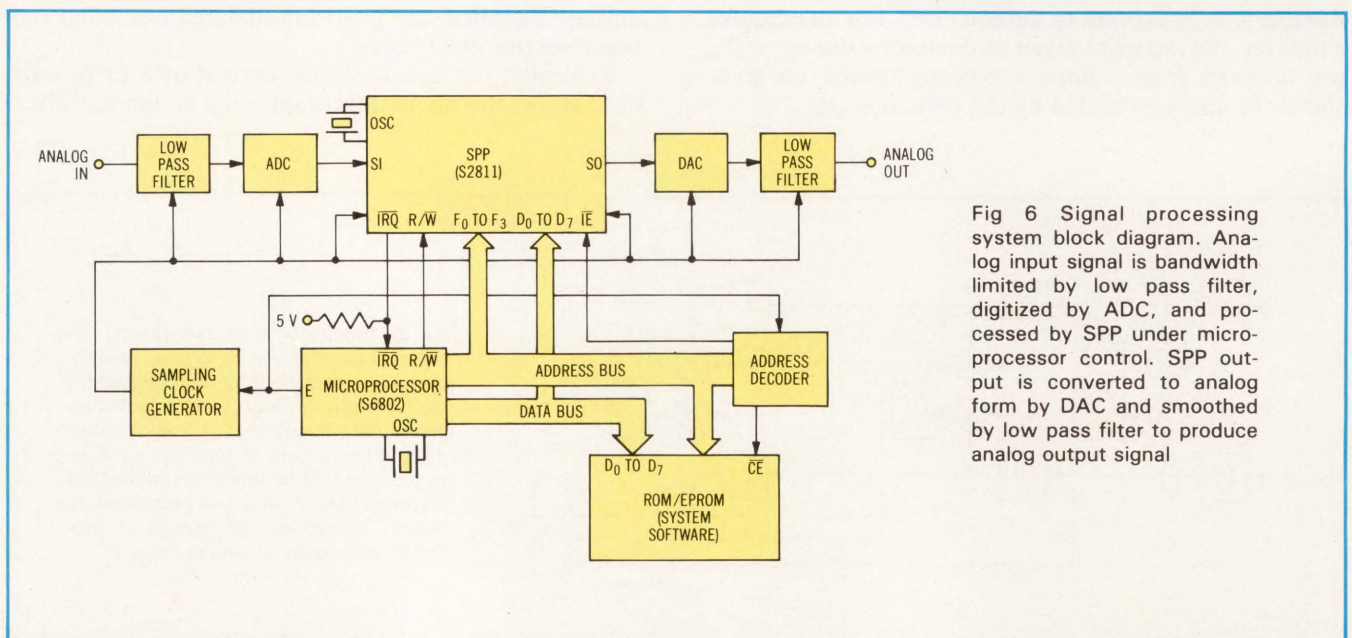 ANALOG
IN
LOW
PASS
FILTER
ADC
OSC
SPP
(S2811)
SI
SO
IRQ R/W F0 TO F3 D0 TO D7 IE
DAC
LOW
PASS
FILTER
ANALOG
OUT
5 V
SAMPLING
CLOCK
GENERATOR
E
IRQ R/W
MICROPROCESSOR
(S6802)
OSC
ADDRESS BUS
DATA BUS
ADDRESS
DECODER
D0 TO D7 CE
ROM/EPROM
(SYSTEM
SOFTWARE)
Fig 6 Signal processing
system block diagram. Ana-
log input signal is bandwidth
limited by low pass filter,
digitized by ADC, and pro-
cessed by SPP under micro-
processor control. SPP out-
put is converted to analog
form by DAC and smoothed
by low pass filter to produce
analog output signal